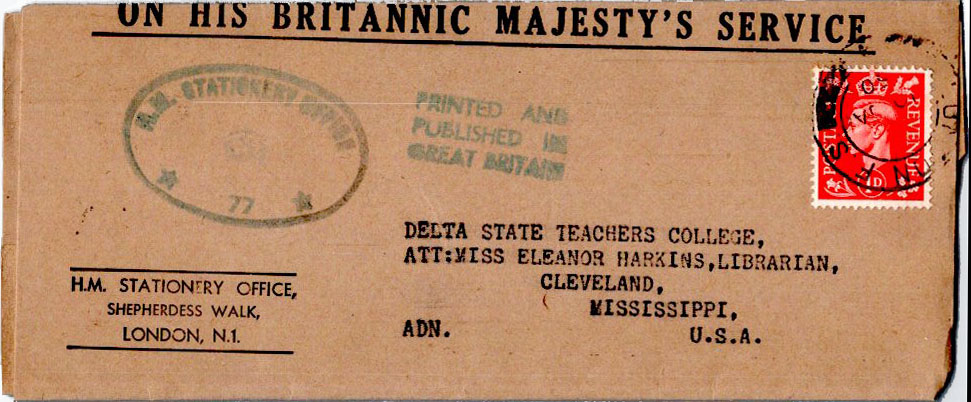 ON HIS BRITANNIC MAJESTY'S SERVICE
H.M. STATIONERY OFFICE
77
PRINTED AND
PUBLISHED IN
GREAT BRITAIN
REVENUE
DELTA STATE TEACHERS COLLEGE,
ATT:MISS ELEANOR HARKINS,LIBRARIAN,
CLEVELAND,
MISSISSIPPI,
ADN. U.S.A.
H.M. STATIONERY OFFICE,
SHEPHERDESS WALK,
LONDON, N.1.